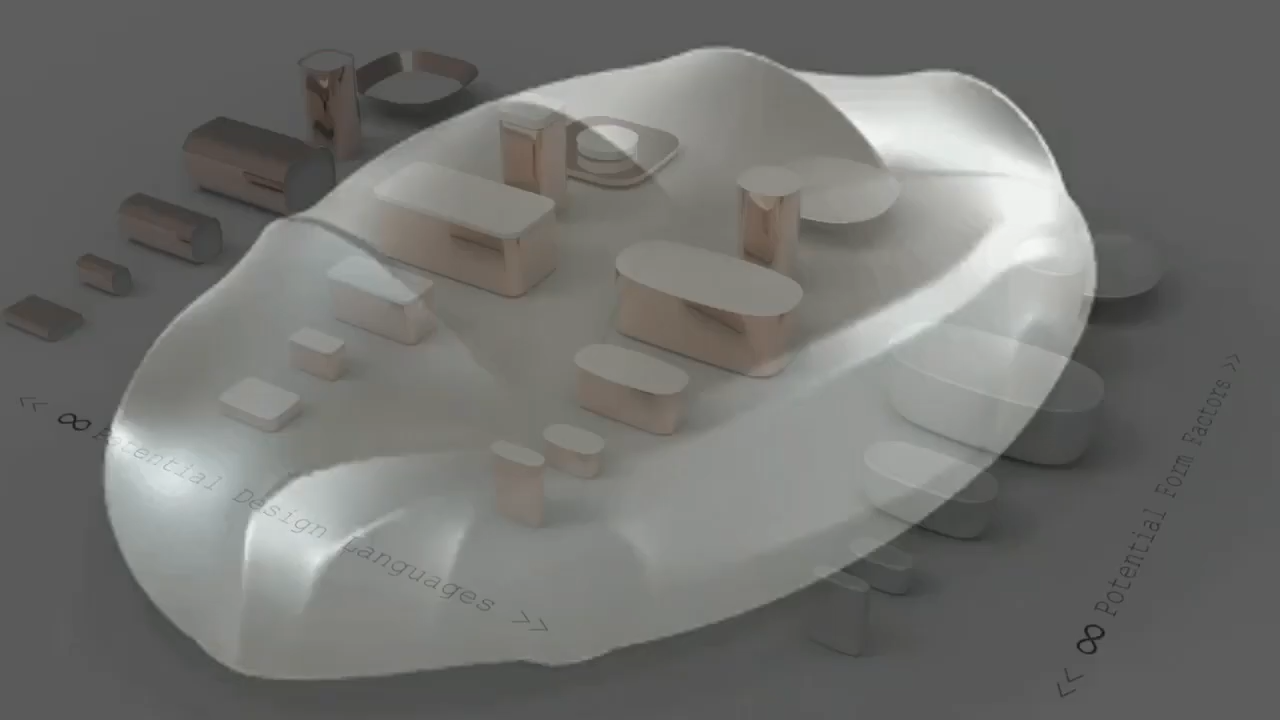 << ∞ Potential Design Languages >>
<< ∞ Potential Form Factors >>